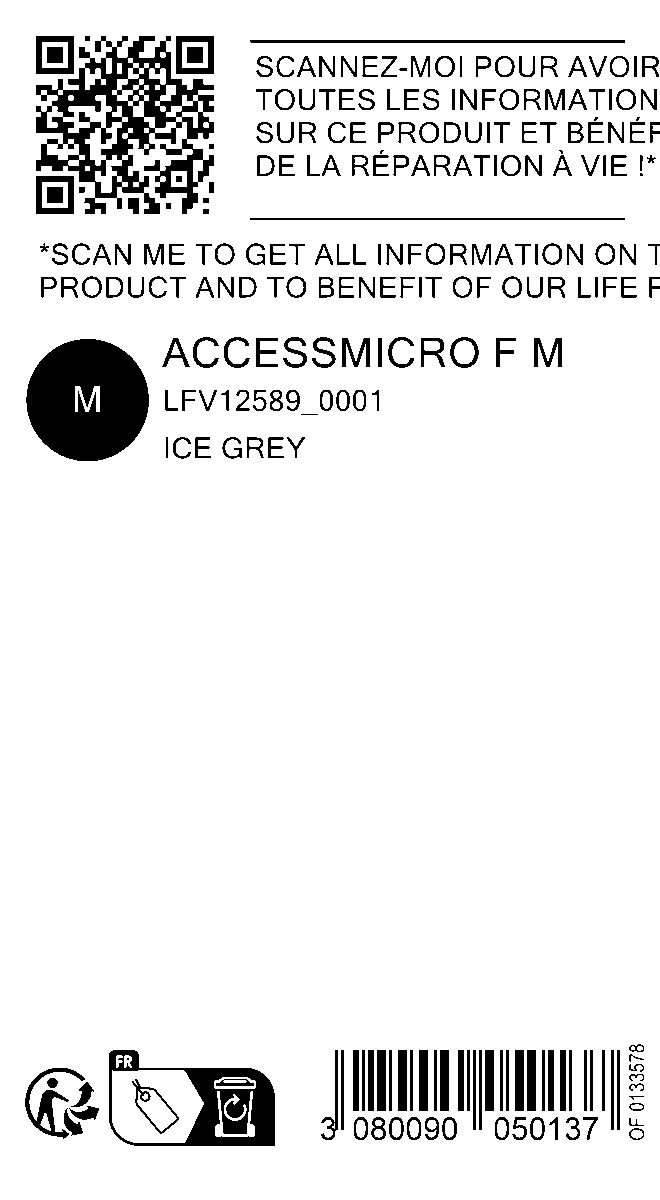 SCANNEZ-MOI POUR AVOIR
TOUTES LES INFORMATION
SUR CE PRODUIT ET BÉNÉF
DE LA RÉPARATION À VIE !*
*SCAN ME TO GET ALL INFORMATION ON T
PRODUCT AND TO BENEFIT OF OUR LIFE R
M
ACCESSMICRO F M
LFV12589_0001
ICE GREY
FR
3 080090 050137
OF 0133578